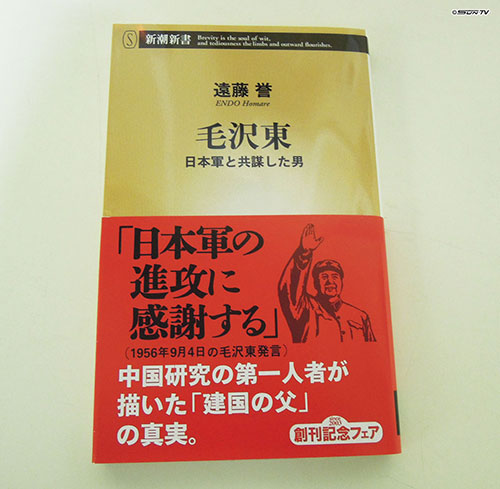 ©SUN TV
S 新潮新書
Brevity is the soul of wit,
and tediousness the limbs and outward flourishes.
遠藤 誉
ENDO Homare
毛沢東
日本軍と共謀した男
「日本軍の
進攻に
感謝する」
(1956年9月4日の毛沢東発言)
中国研究の第一人者が
描いた「建国の父」
の真実。
SINCE
2003
創刊記念フェア